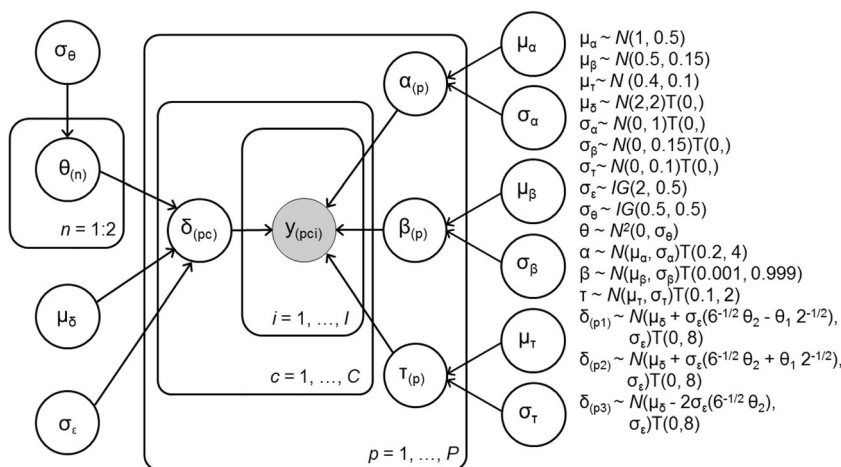 σθ
θ(n)
n = 1:2
μδ
σε
δ(pc)
y(pci)
i = 1, ..., I
c = 1, ..., C
p = 1, ..., P
α(p)
β(p)
τ(p)
μα
σα
μβ
σβ
μτ
στ
μα ~ N(1, 0.5)
μβ ~ N(0.5, 0.15)
μτ ~ N (0.4, 0.1)
μδ ~ N(2,2)T(0,)
σα ~ N(0, 1)T(0,)
σβ ~ N(0, 0.15)T(0,)
στ ~ N(0, 0.1)T(0,)
σε ~ IG(2, 0.5)
σθ ~ IG(0.5, 0.5)
θ ~ N²(0, σθ)
α ~ N(μα, σα)T(0.2, 4)
β ~ N(μβ, σβ)T(0.001, 0.999)
τ ~ N(μτ, στ)T(0.1, 2)
δ(p1) ~ N(μδ + σε(6⁻¹/² θ₂ - θ₁ 2⁻¹/²),
σε)T(0, 8)
δ(p2) ~ N(μδ + σε(6⁻¹/² θ₂ + θ₁ 2⁻¹/²),
σε)T(0, 8)
δ(p3) ~ N(μδ - 2σε(6⁻¹/² θ₂),
σε)T(0,8)